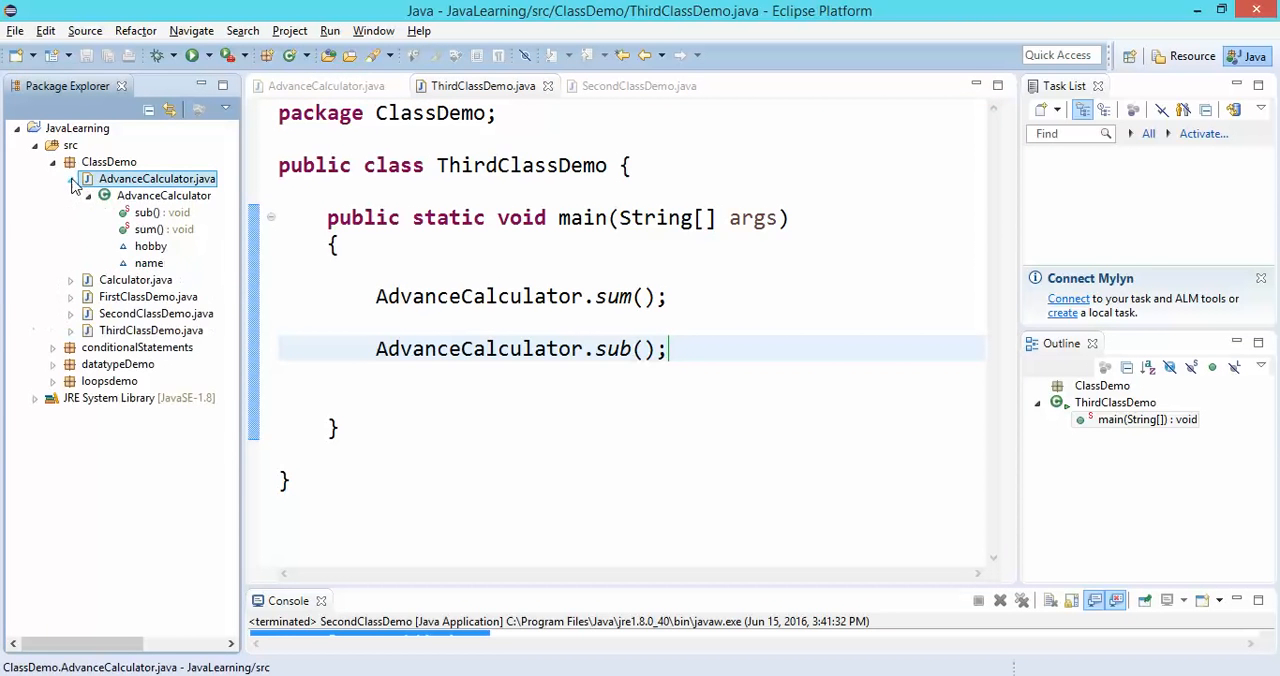 Java - JavaLearning/src/ClassDemo/ThirdClassDemo.java - Eclipse Platform
File Edit Source Refactor Navigate Search Project Run Window Help
Quick Access
Resource
Java
Package Explorer
JavaLearning
src
ClassDemo
AdvanceCalculator.java
AdvanceCalculator
sub() : void
sum() : void
hobby
name
Calculator.java
FirstClassDemo.java
SecondClassDemo.java
ThirdClassDemo.java
conditionalStatements
datatypeDemo
loopsdemo
JRE System Library [JavaSE-1.8]
AdvanceCalculator.java ThirdClassDemo.java SecondClassDemo.java
package ClassDemo;
public class ThirdClassDemo {
public static void main(String[] args)
{
AdvanceCalculator.sum();
AdvanceCalculator.sub();
}
}
Task List
Find All Activate...
Connect Mylyn
Connect to your task and ALM tools or
create a local task.
Outline
ClassDemo
ThirdClassDemo
main(String[]) : void
Console
<terminated> SecondClassDemo [Java Application] C:\Program Files\Java\jre1.8.0_40\bin\javaw.exe (Jun 15, 2016, 3:41:32 PM)
ClassDemo.AdvanceCalculator.java - JavaLearning/src